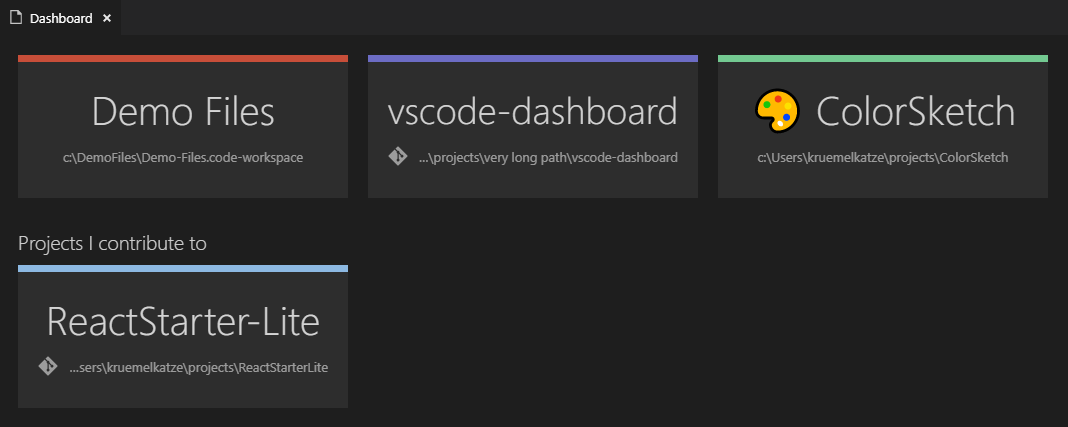 Dashboard
Demo Files
c:\DemoFiles\Demo-Files.code-workspace
vscode-dashboard
...\projects\very long path\vscode-dashboard
ColorSketch
c:\Users\kruemelkatze\projects\ColorSketch
Projects I contribute to
ReactStarter-Lite
...sers\kruemelkatze\projects\ReactStarterLite